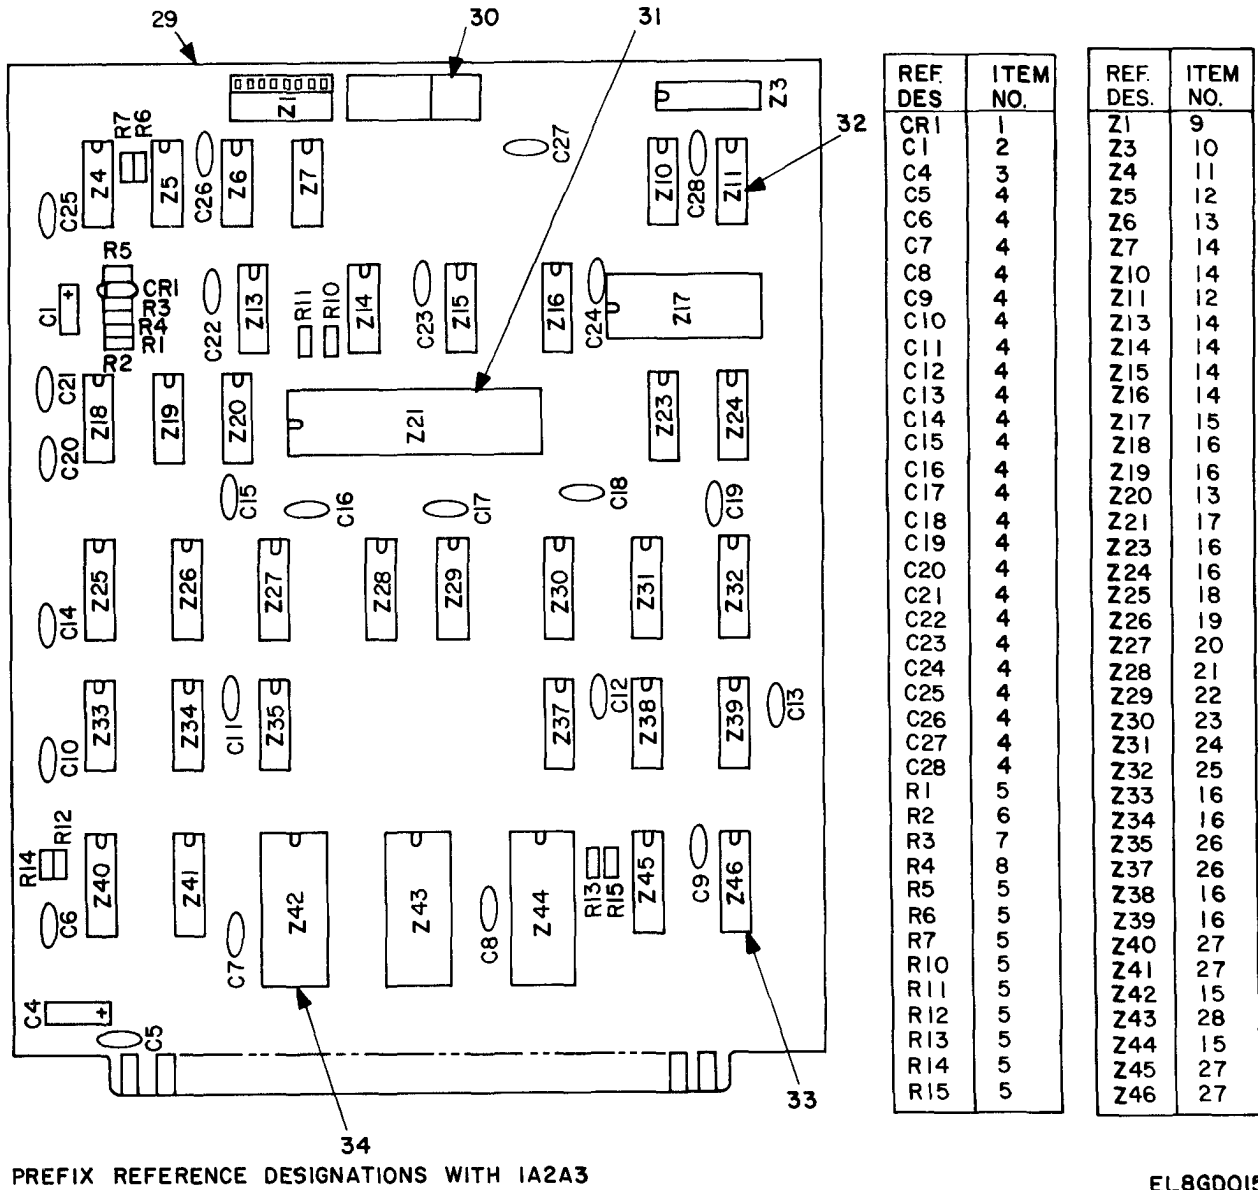 29
30
31
32
Z1
Z3
R7
R6
Z4
Z5
C26
Z6
Z7
C27
Z10
C28
Z11
C25
R5
CR1
R3
R4
R1
R2
C1
+
C22
Z13
R11
R10
Z14
C23
Z15
Z16
C24
Z17
C21
Z18
Z19
Z20
Z21
Z23
Z24
C20
C15
C16
C17
C18
C19
Z25
Z26
Z27
Z28
Z29
Z30
Z31
Z32
C14
Z33
Z34
C11
Z35
Z37
C12
Z38
Z39
C13
C10
R14
R12
Z40
Z41
Z42
Z43
Z44
R13
R15
Z45
C9
Z46
C6
C7
C8
C4
+
C5
33
34
REF. DES ITEM NO.
CR1 1
C1 2
C4 3
C5 4
C6 4
C7 4
C8 4
C9 4
C10 4
C11 4
C12 4
C13 4
C14 4
C15 4
C16 4
C17 4
C18 4
C19 4
C20 4
C21 4
C22 4
C23 4
C24 4
C25 4
C26 4
C27 4
C28 4
R1 5
R2 6
R3 7
R4 8
R5 5
R6 5
R7 5
R10 5
R11 5
R12 5
R13 5
R14 5
R15 5
REF. DES. ITEM NO.
Z1 9
Z3 10
Z4 11
Z5 12
Z6 13
Z7 14
Z10 14
Z11 12
Z13 14
Z14 14
Z15 14
Z16 14
Z17 15
Z18 16
Z19 16
Z20 13
Z21 17
Z23 16
Z24 16
Z25 18
Z26 19
Z27 20
Z28 21
Z29 22
Z30 23
Z31 24
Z32 25
Z33 16
Z34 16
Z35 26
Z37 26
Z38 16
Z39 16
Z40 27
Z41 27
Z42 15
Z43 28
Z44 15
Z45 27
Z46 27
PREFIX REFERENCE DESIGNATIONS WITH 1A2A3
EL8GD015